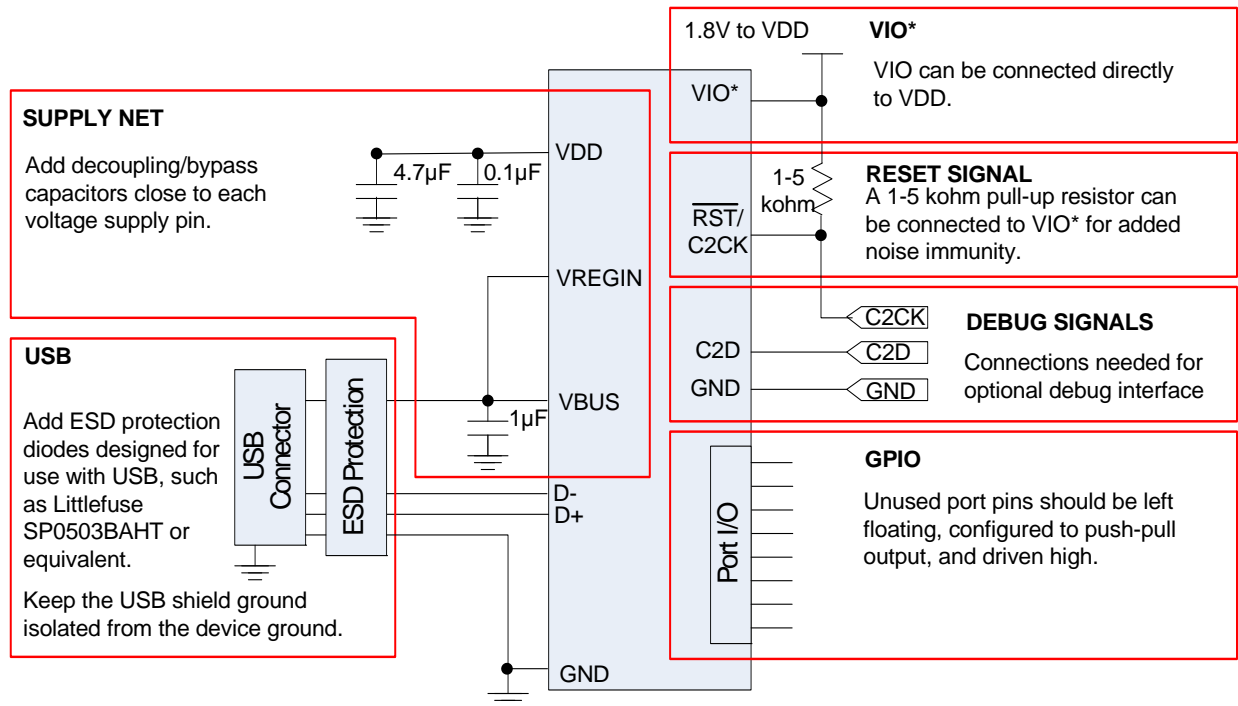 SUPPLY NET
Add decoupling/bypass
capacitors close to each
voltage supply pin.
4.7µF
0.1µF
VDD
VREGIN
VBUS
1µF
USB
Add ESD protection
diodes designed for
use with USB, such
as Littlefuse
SP0503BAHT or
equivalent.
Keep the USB shield ground
isolated from the device ground.
USB
Connector
ESD Protection
D-
D+
GND
1.8V to VDD
VIO*
VIO can be connected directly
to VDD.
VIO*
1-5
kohm
RESET SIGNAL
A 1-5 kohm pull-up resistor can
be connected to VIO* for added
noise immunity.
RST/
C2CK
C2CK
C2D
C2D
GND
GND
DEBUG SIGNALS
Connections needed for
optional debug interface
Port I/O
GPIO
Unused port pins should be left
floating, configured to push-pull
output, and driven high.